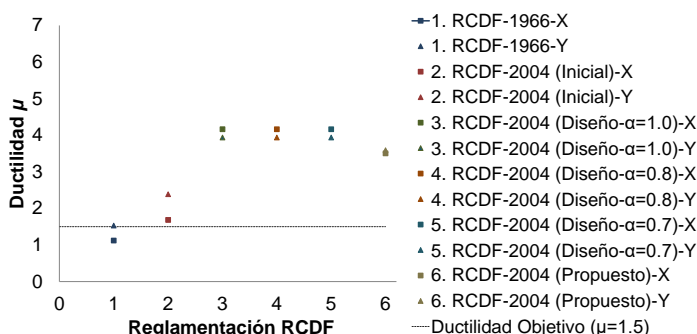 Ductilidad μ
7
6
5
4
3
2
1
0
0 1 2 3 4 5 6
Reglamentación RCDF
1. RCDF-1966-X
1. RCDF-1966-Y
2. RCDF-2004 (Inicial)-X
2. RCDF-2004 (Inicial)-Y
3. RCDF-2004 (Diseño-α=1.0)-X
3. RCDF-2004 (Diseño-α=1.0)-Y
4. RCDF-2004 (Diseño-α=0.8)-X
4. RCDF-2004 (Diseño-α=0.8)-Y
5. RCDF-2004 (Diseño-α=0.7)-X
5. RCDF-2004 (Diseño-α=0.7)-Y
6. RCDF-2004 (Propuesto)-X
6. RCDF-2004 (Propuesto)-Y
Ductilidad Objetivo (μ=1.5)